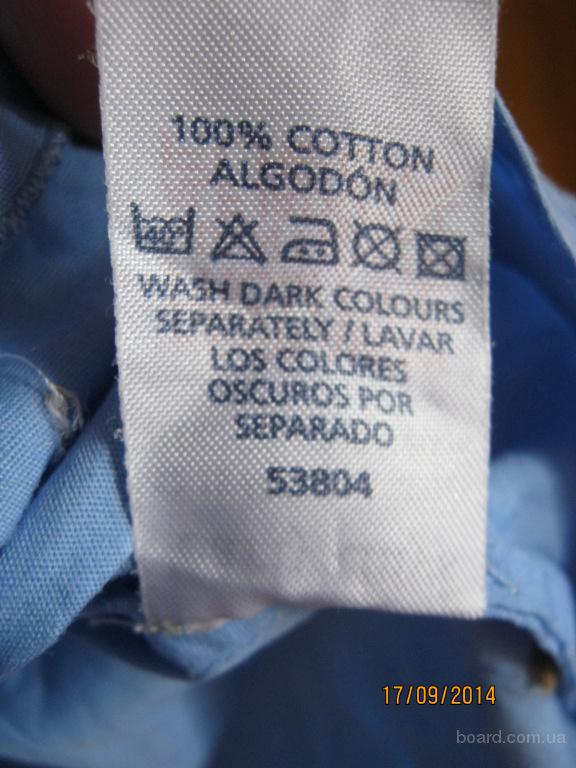 100% COTTON
ALGODÓN
40°
WASH DARK COLOURS
SEPARATELY / LAVAR
LOS COLORES
OSCUROS POR
SEPARADO
53804
17/09/2014
board.com.ua